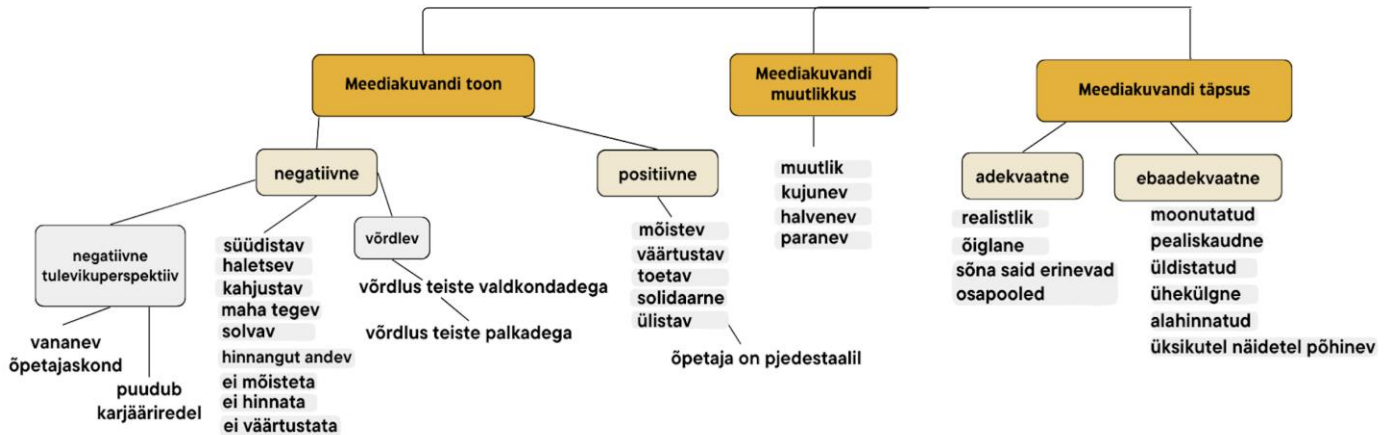 Meediakuvandi toon
Meediakuvandi
muutlikkus
Meediakuvandi täpsus
negatiivne
positiivne
adekvaatne
ebaadekvaatne
negatiivne
tulevikuperspektiiv
vananev
õpetajaskond
puudub
karjääriredel
süüdistav
haletsev
kahjustav
maha tegev
solvav
hinnangut andev
ei mõisteta
ei hinnata
ei väärtustata
võrdlev
võrdlus teiste valdkondadega
võrdlus teiste palkadega
mõistev
väärtustav
toetav
solidaarne
ülistav
õpetaja on pjedestaalil
muutlik
kujunev
halvenev
paranev
realistlik
õiglane
sõna said erinevad
osapooled
moonutatud
pealiskaudne
üldistatud
ühekülgne
alahinnatud
üksikutel näidetel põhinev